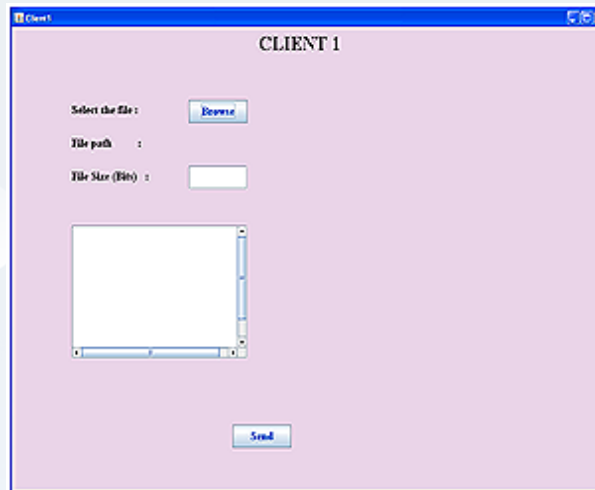 Client1
CLIENT 1
Select the file : Browse
File path :
File Size (Bits) :
Send